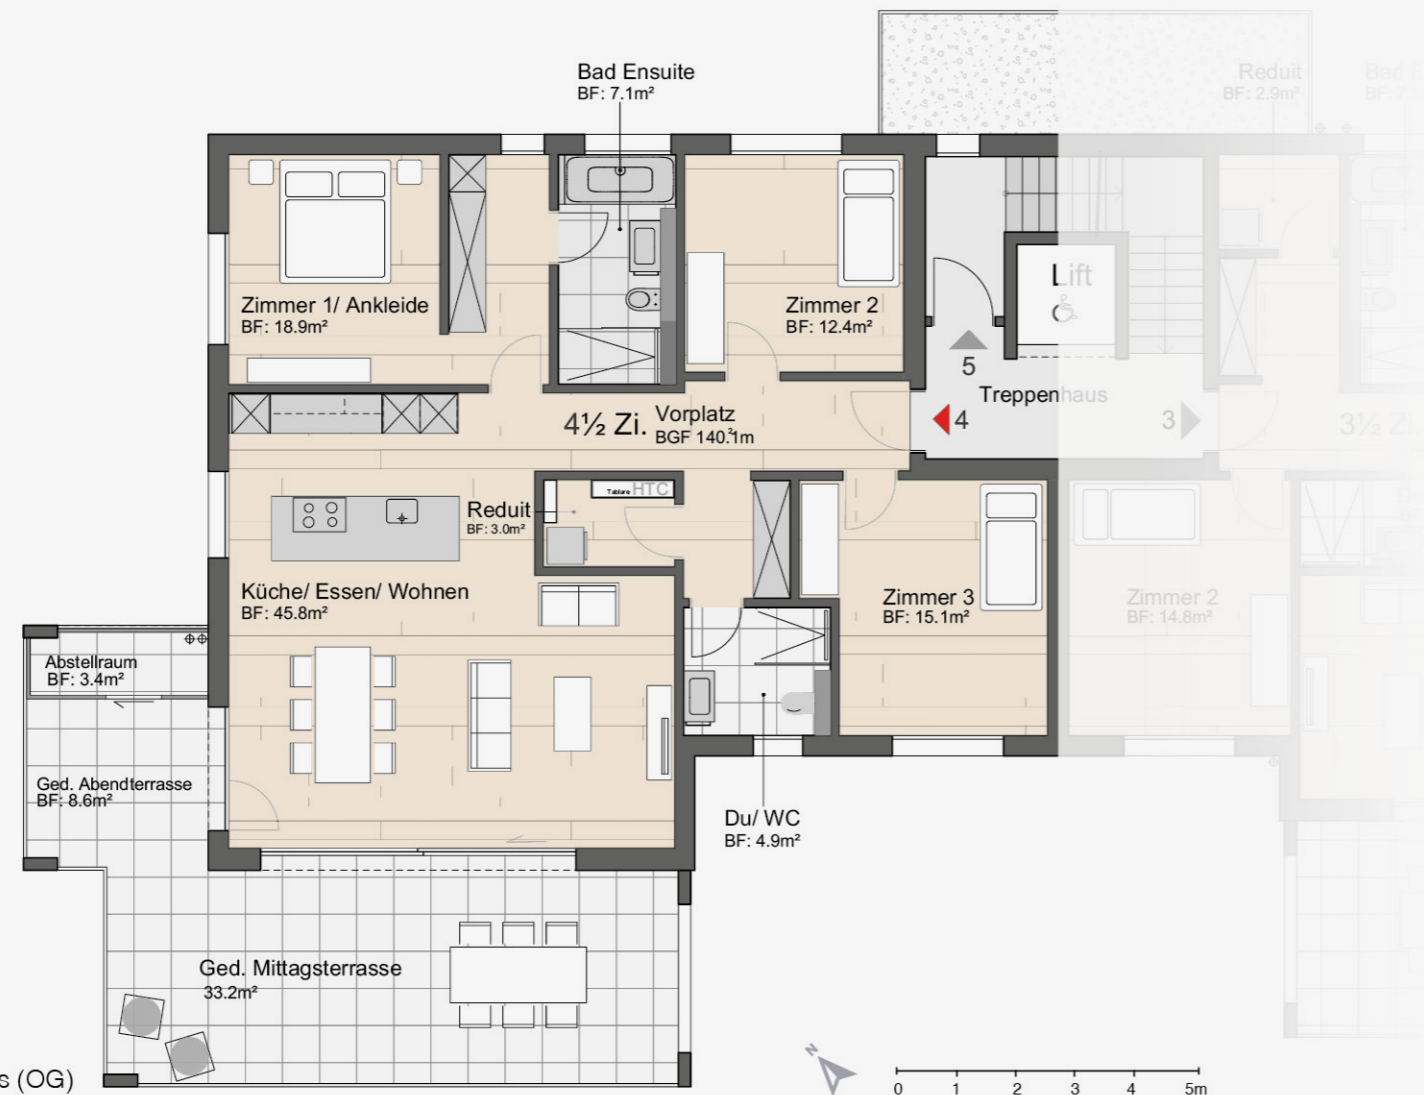 Bad Ensuite
BF: 7.1m²
Reduit
BF: 2.9m²
Zimmer 1/ Ankleide
BF: 18.9m²
Zimmer 2
BF: 12.4m²
Lift
5
Treppenhaus
4
3
3½ Zi.
4½ Zi.
Vorplatz
BGF 140.1m²
Tablare HTC
Reduit
BF: 3.0m²
Küche/ Essen/ Wohnen
BF: 45.8m²
Zimmer 3
BF: 15.1m²
Zimmer 2
BF: 14.8m²
Abstellraum
BF: 3.4m²
Ged. Abendterrasse
BF: 8.6m²
Du/ WC
BF: 4.9m²
Ged. Mittagsterrasse
33.2m²
s (OG)
N
0 1 2 3 4 5m